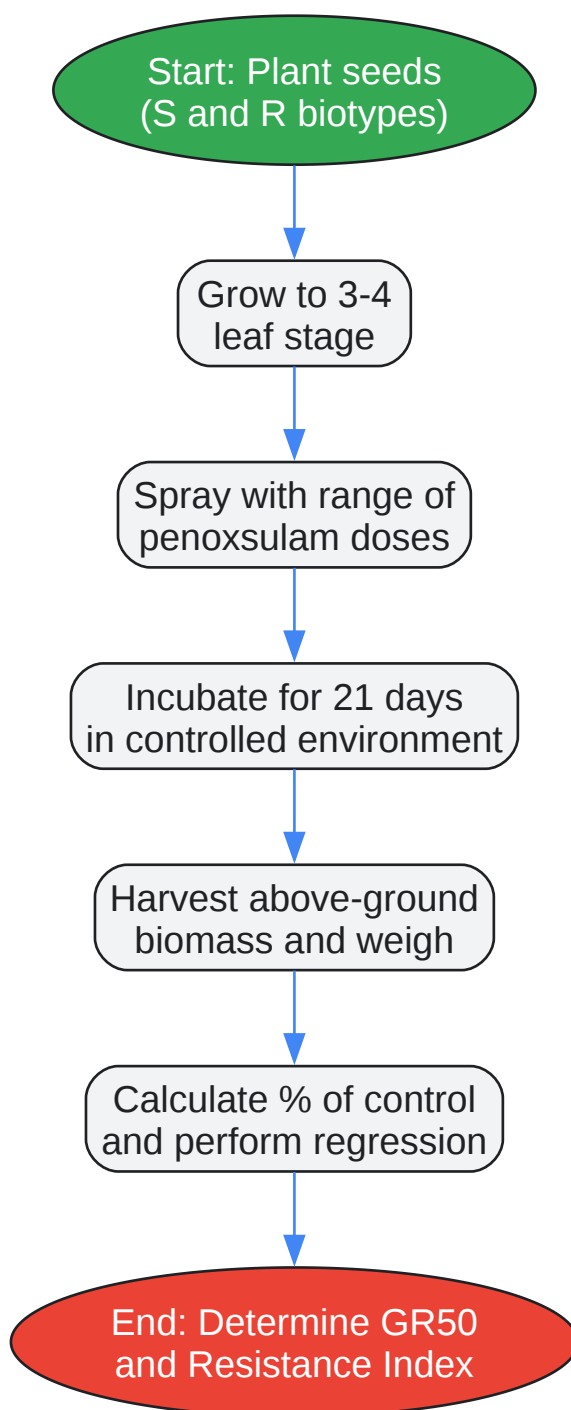 Start: Plant seeds
(S and R biotypes)
Grow to 3-4
leaf stage
Spray with range of
penoxsulam doses
Incubate for 21 days
in controlled environment
Harvest above-ground
biomass and weigh
Calculate % of control
and perform regression
End: Determine GR50
and Resistance Index